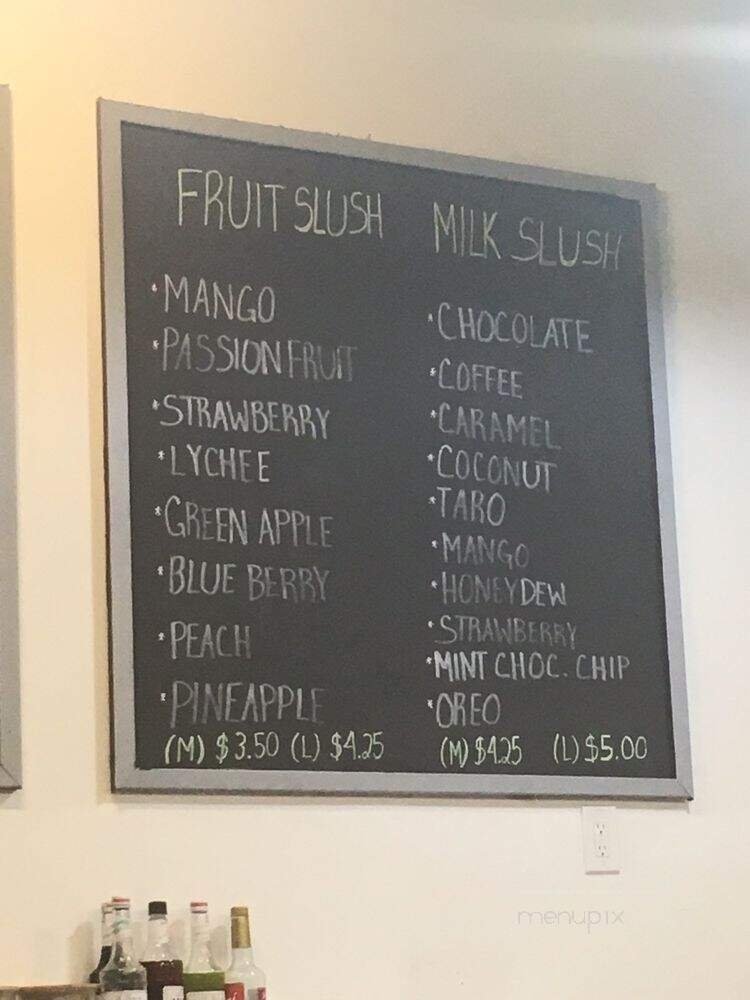 FRUIT SLUSH
*MANGO
*PASSION FRUIT
*STRAWBERRY
*LYCHEE
*GREEN APPLE
*BLUE BERRY
*PEACH
*PINEAPPLE
(M) $3.50 (L) $4.25
MILK SLUSH
*CHOCOLATE
*COFFEE
*CARAMEL
*COCONUT
*TARO
*MANGO
*HONEYDEW
*STRAWBERRY
*MINT CHOC. CHIP
*OREO
(M) $4.25 (L) $5.00
menupix